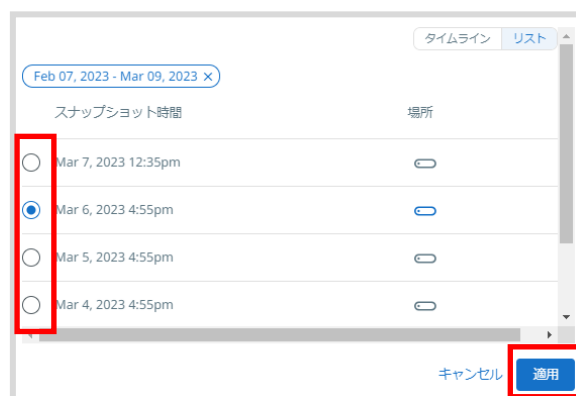 タイムライン リスト
Feb 07, 2023 - Mar 09, 2023 ×
スナップショット時間 場所
Mar 7, 2023 12:35pm
Mar 6, 2023 4:55pm
Mar 5, 2023 4:55pm
Mar 4, 2023 4:55pm
キャンセル 適用